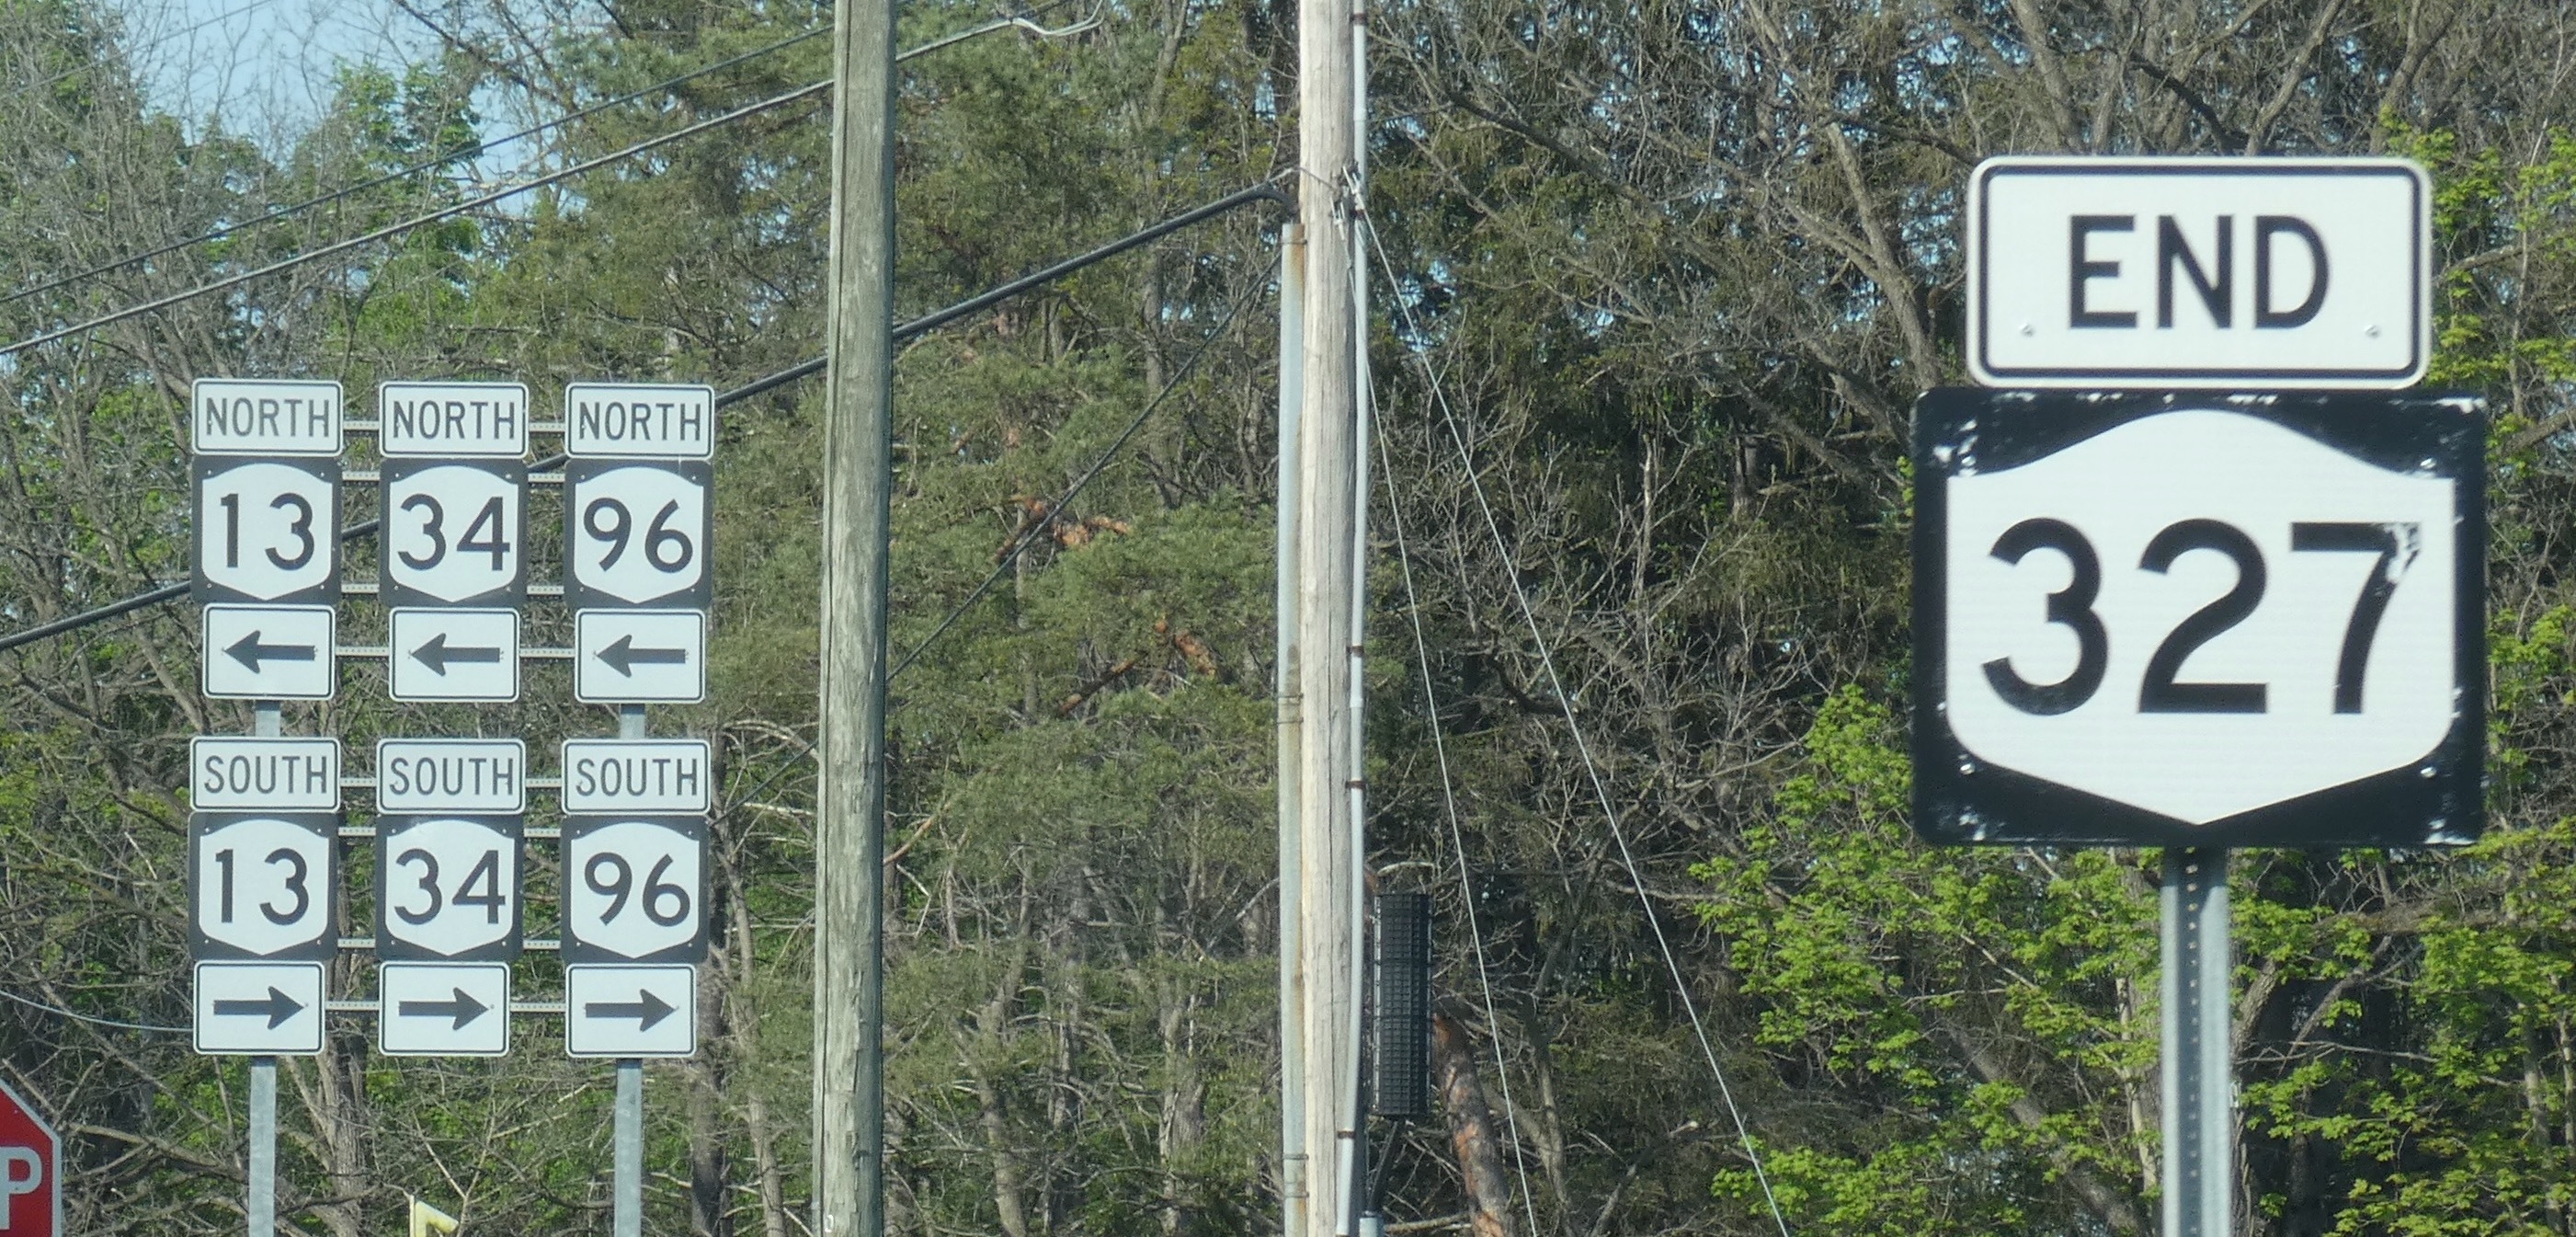 NORTH NORTH NORTH
13 34 96
SOUTH SOUTH SOUTH
13 34 96
P
END
327